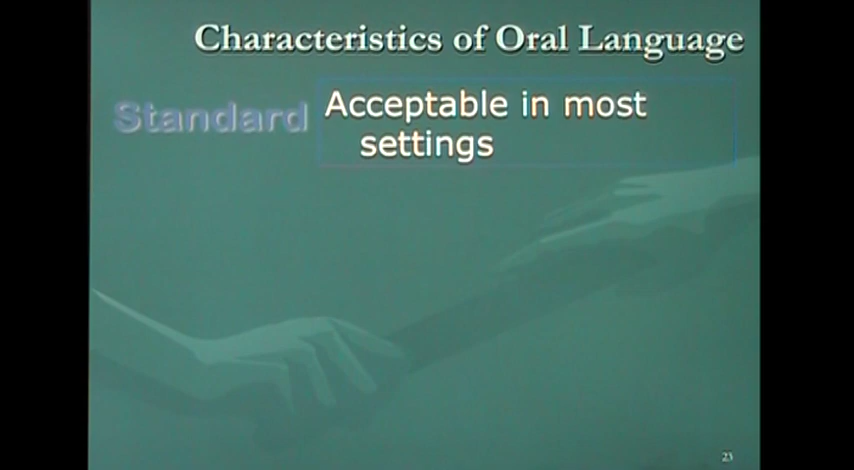 Characteristics of Oral Language
Standard Acceptable in most
settings
23